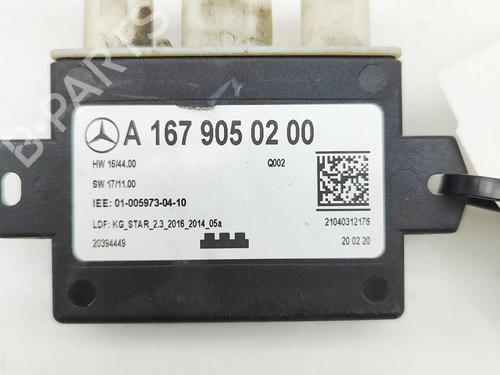 A 167 905 02 00
HW 16/44.00 Q002
SW 17/11.00
IEE: 01-005973-04-10
LDF: KG_STAR_2.3_2016_2014_05a 21040312176
20394449 20 02 20